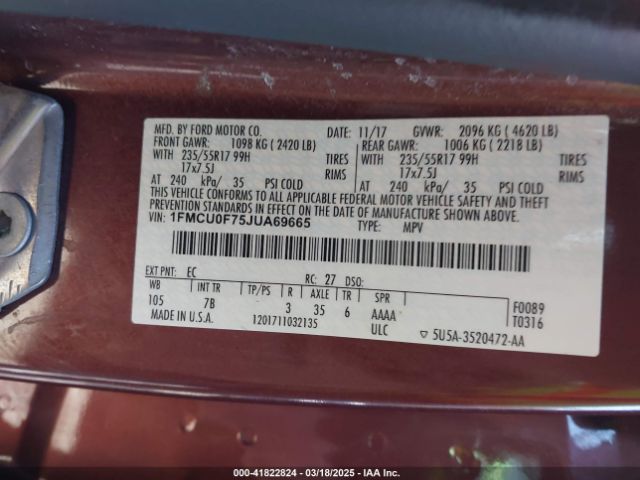 MFD. BY FORD MOTOR CO. DATE: 11/17 GVWR: 2096 KG ( 4620 LB)
FRONT GAWR: 1098 KG ( 2420 LB) REAR GAWR: 1006 KG ( 2218 LB)
WITH 235/55R17 99H TIRES WITH 235/55R17 99H TIRES
17x7.5J RIMS 17x7.5J RIMS
AT 240 kPa/ 35 PSI COLD AT 240 kPa/ 35 PSI COLD
THIS VEHICLE CONFORMS TO ALL APPLICABLE FEDERAL MOTOR VEHICLE SAFETY AND THEFT
PREVENTION STANDARDS IN EFFECT ON THE DATE OF MANUFACTURE SHOWN ABOVE.
VIN: 1FMCU0F75JUA69665 TYPE: MPV
EXT PNT: EC RC: 27 DSO:
WB INT TR TP/PS R AXLE TR SPR F0089
105 7B 3 35 6 AAAA T0316
MADE IN U.S.A. 1201711032135 ULC ▽ 5U5A-3520472-AA
000-41822824 | 03/18/2025 - IAA Inc.